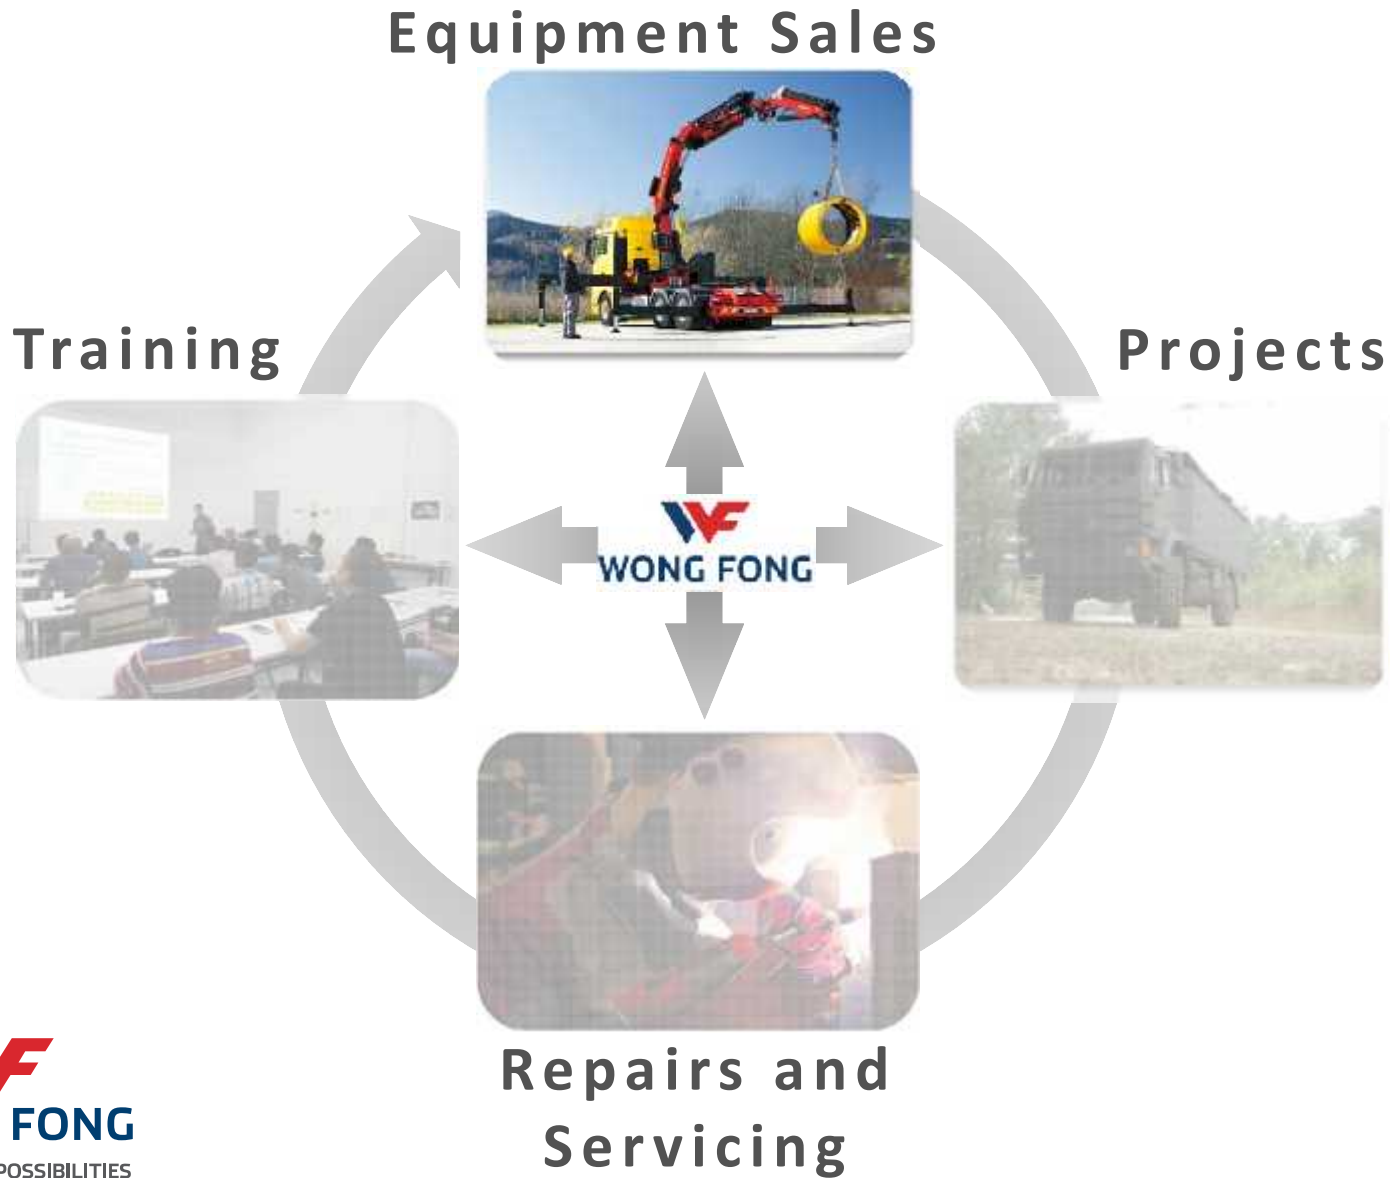 Equipment Sales
Training
Projects
WONG FONG
Repairs and
Servicing
FONG
POSSIBILITIES